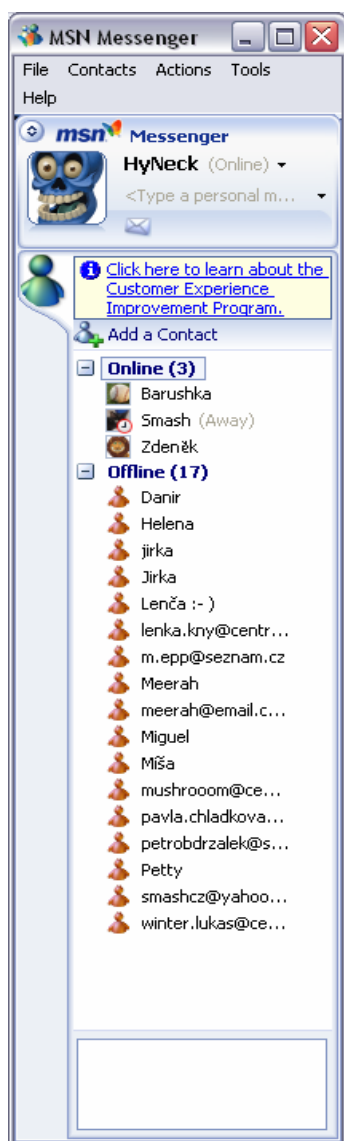 MSN Messenger
File Contacts Actions Tools
Help
msn Messenger
HyNeck (Online)
<Type a personal m...
Click here to learn about the
Customer Experience
Improvement Program.
Add a Contact
Online (3)
Barushka
Smash (Away)
Zdeněk
Offline (17)
Danir
Helena
jirka
Jirka
Lenča :- )
lenka.kny@centr...
m.epp@seznam.cz
Meerah
meerah@email.c...
Miguel
Míša
mushrooom@ce...
pavla.chladkova...
petrobdrzalek@s...
Petty
smashcz@yahoo...
winter.lukas@ce...